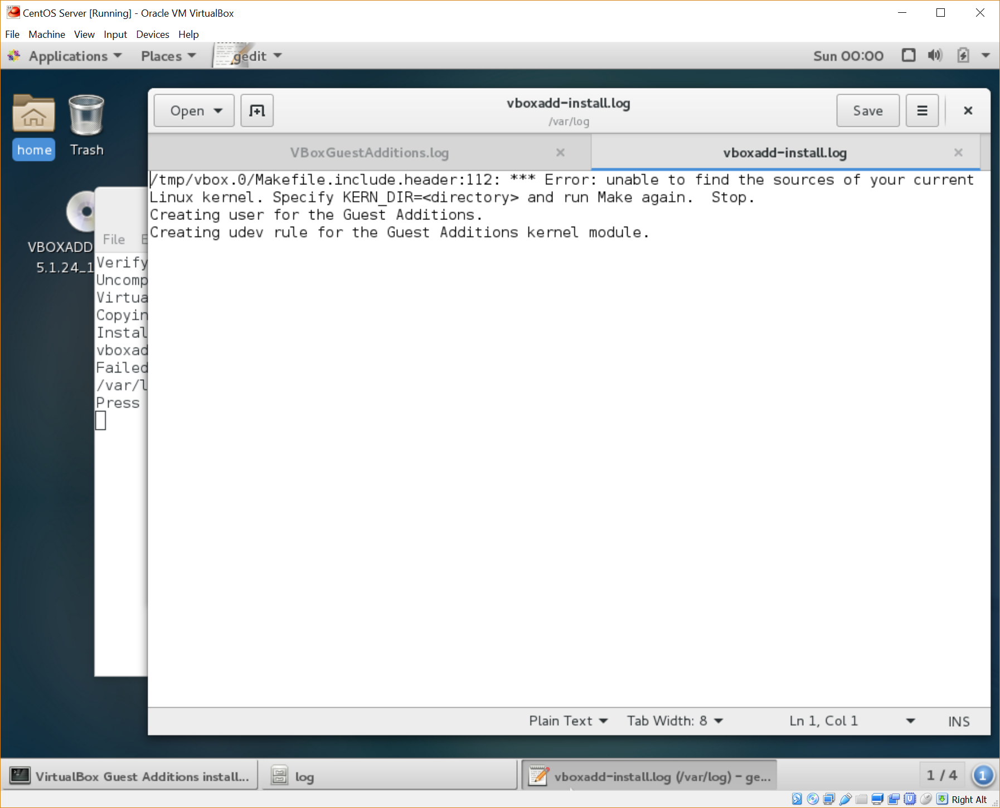 CentOS Server [Running] - Oracle VM VirtualBox
File Machine View Input Devices Help
Applications Places gedit Sun 00:00
Open vboxadd-install.log Save
/var/log
home Trash
VBoxGuestAdditions.log vboxadd-install.log
/tmp/vbox.0/Makefile.include.header:112: *** Error: unable to find the sources of your current
Linux kernel. Specify KERN_DIR=<directory> and run Make again.  Stop.
Creating user for the Guest Additions.
Creating udev rule for the Guest Additions kernel module.
VBOXADD
5.1.24_1
File E
Verify
Uncomp
Virtua
Copyin
Instal
vboxad
Failed
/var/l
Press
Plain Text Tab Width: 8 Ln 1, Col 1 INS
VirtualBox Guest Additions install... log vboxadd-install.log (/var/log) – ge... 1 / 4 1
Right Alt